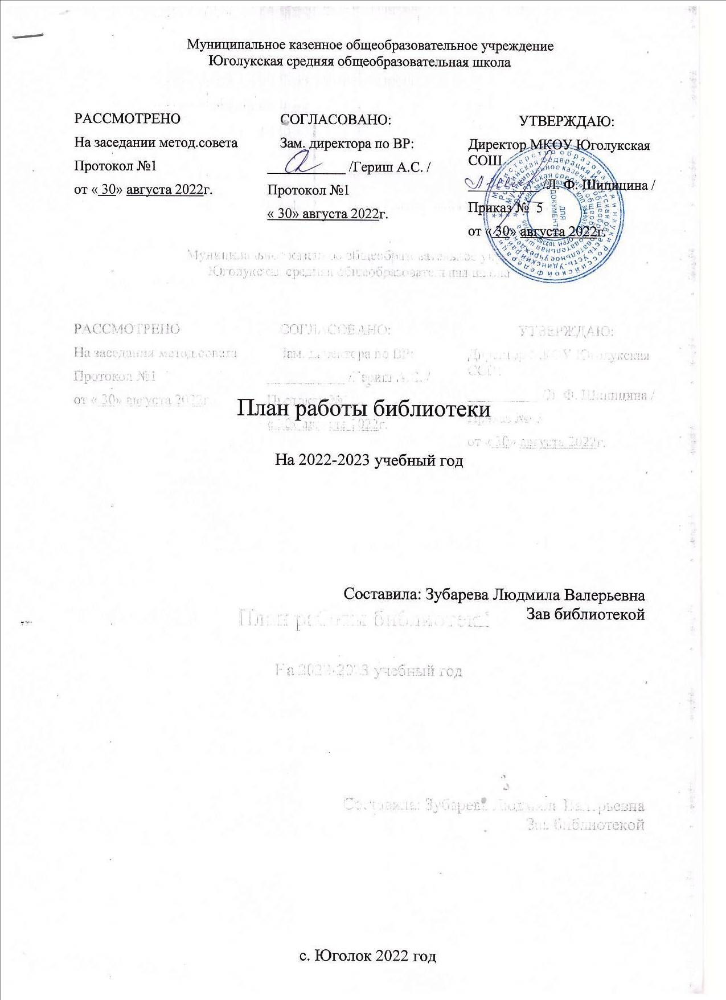 Муниципальное казенное общеобразовательное учреждение
Юголукская средняя общеобразовательная школа
РАССМОТРЕНО
На заседании метод.совета
Протокол №1
от « 30» августа 2022г.
СОГЛАСОВАНО:
Зам. директора по ВР:
___________ /Гериш А.С. /
Протокол №1
« 30» августа 2022г.
УТВЕРЖДАЮ:
Директор МКОУ Юголукская
СОШ
__________ /Л. Ф. Шипицина /
Приказ № 5
от « 30» августа 2022г.
ДЛЯ
ДОКУМЕНТОВ
План работы библиотеки
На 2022-2023 учебный год
Составила: Зубарева Людмила Валерьевна
Зав библиотекой
с. Юголок 2022 год